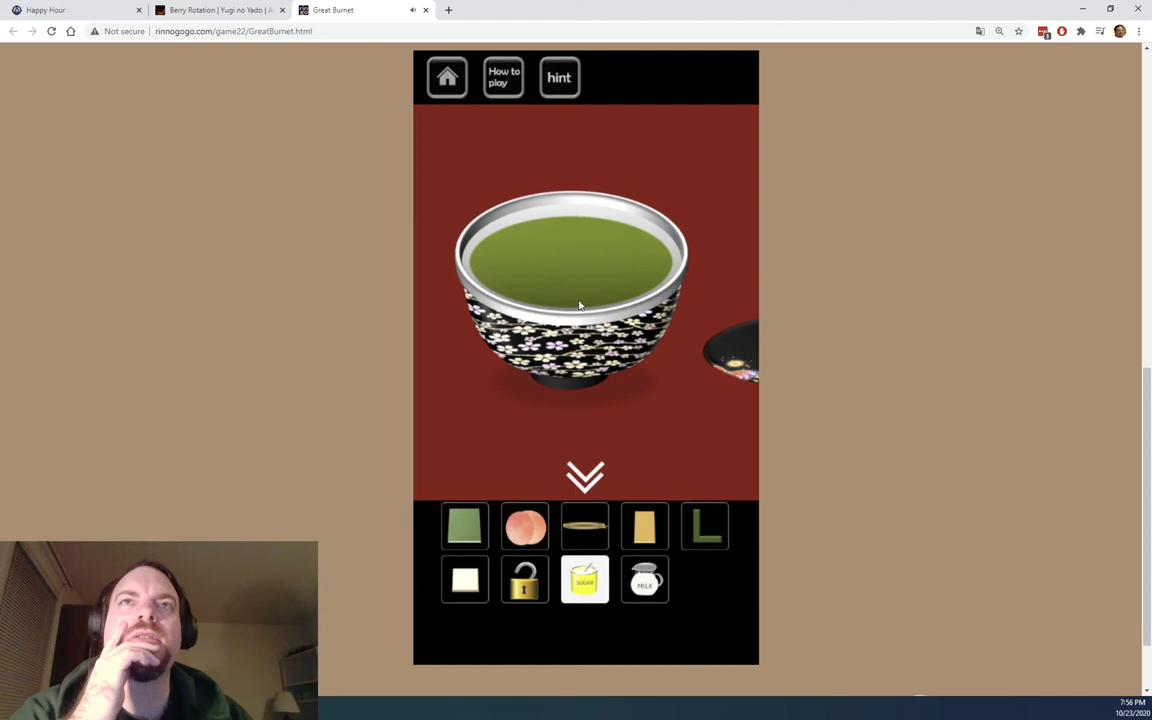 Happy Hour
Berry Rotation | Yugi no Yado | A
Great Burnet
Not secure | rinnogogo.com/game22/GreatBurnet.html
How to
play
hint
SUGAR
MILK
7:56 PM
10/23/2020